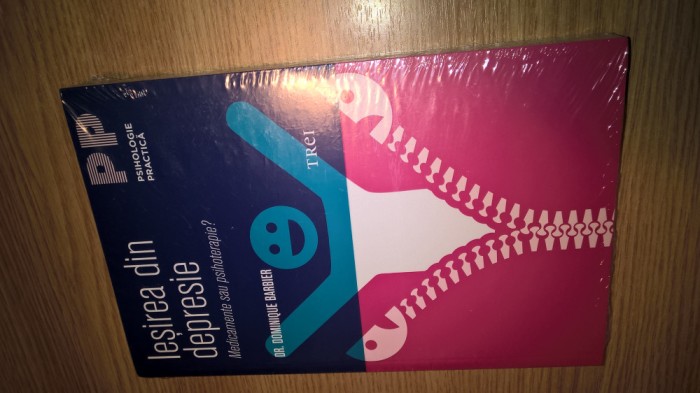 PP
PSIHOLOGIE
PRACTICĂ
Ieșirea din
depresie
Medicamente sau psihoterapie?
DR. DOMINIQUE BARBIER
TREI